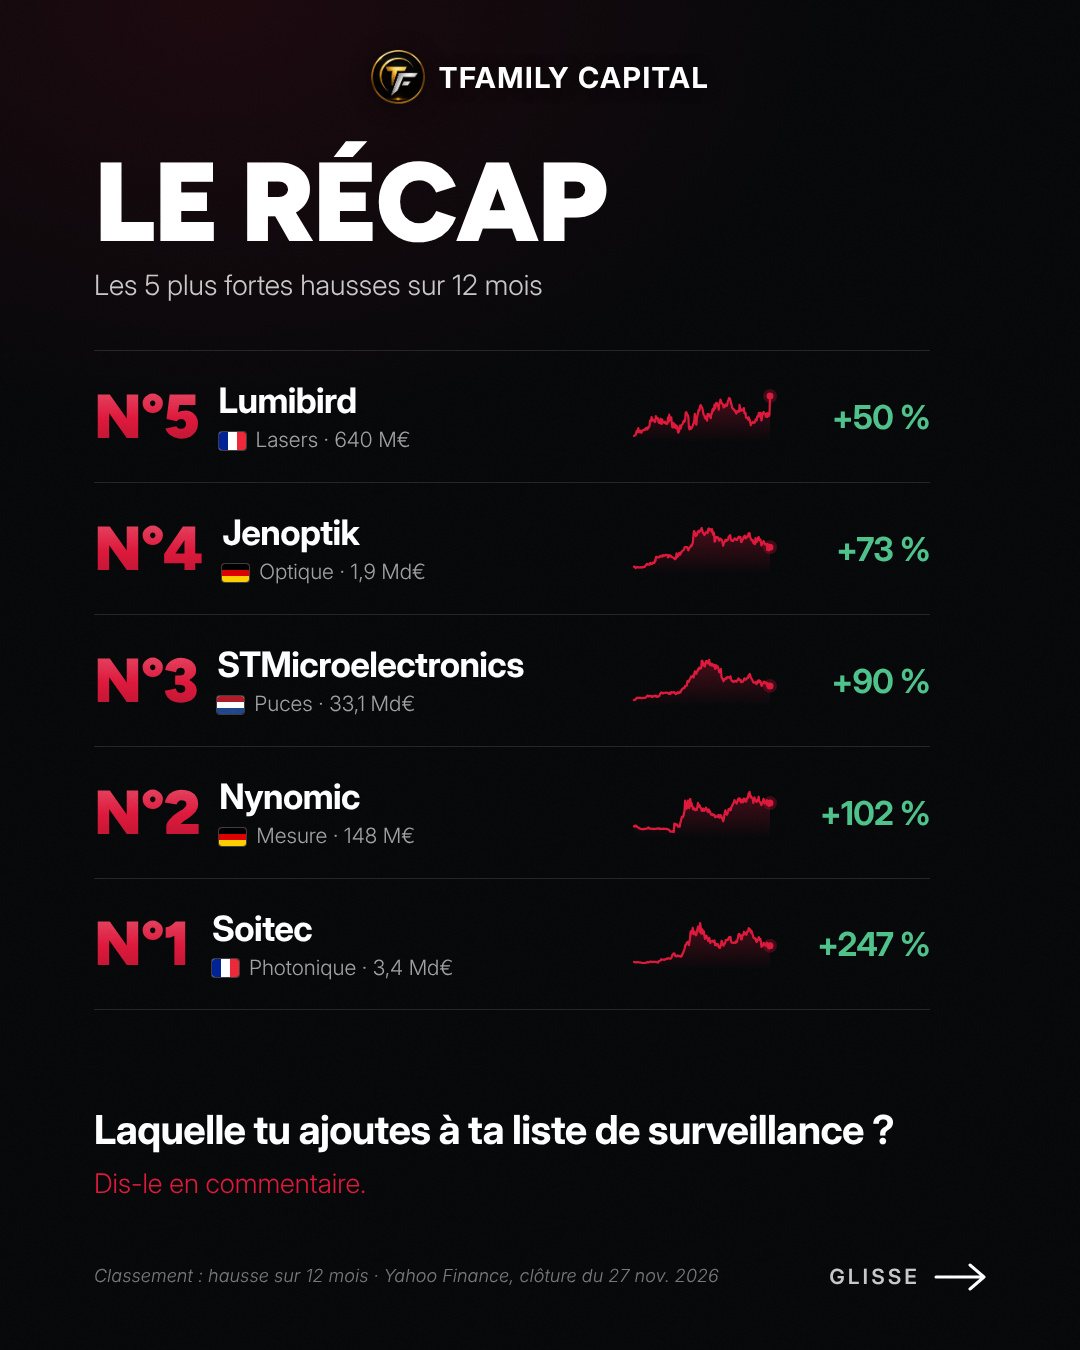 TF TFAMILY CAPITAL
LE RÉCAP
Les 5 plus fortes hausses sur 12 mois
N°5 Lumibird
Lasers · 640 M€
+50 %
N°4 Jenoptik
Optique · 1,9 Md€
+73 %
N°3 STMicroelectronics
Puces · 33,1 Md€
+90 %
N°2 Nynomic
Mesure · 148 M€
+102 %
N°1 Soitec
Photonique · 3,4 Md€
+247 %
Laquelle tu ajoutes à ta liste de surveillance ?
Dis-le en commentaire.
Classement : hausse sur 12 mois · Yahoo Finance, clôture du 27 nov. 2026
GLISSE